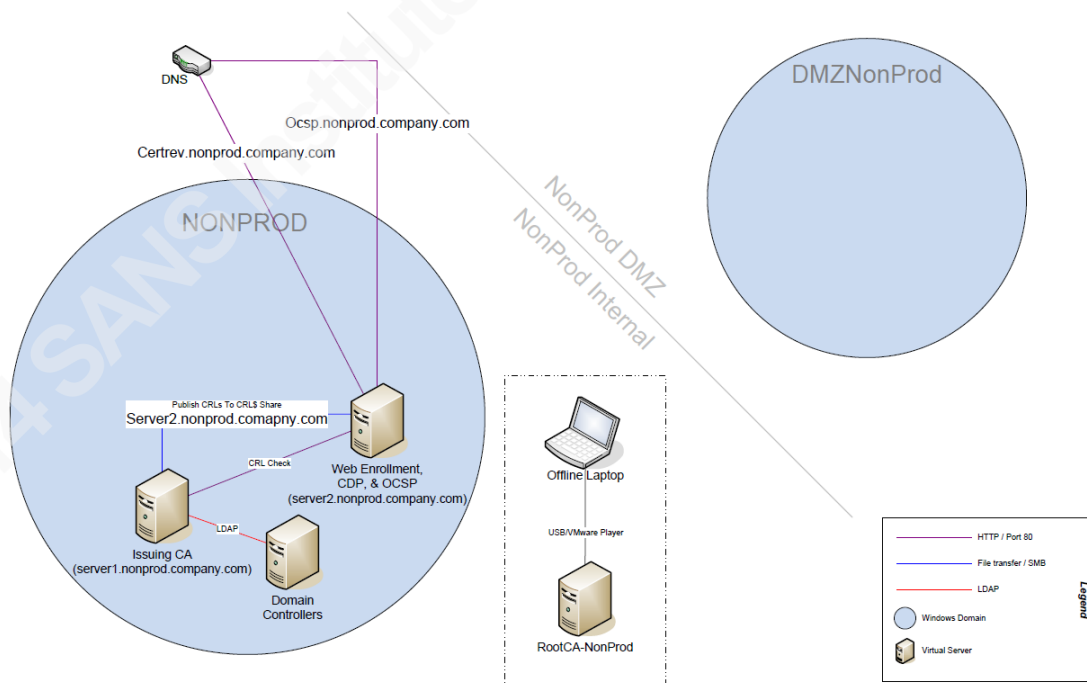 4 SANS Institute
DNS
Ocsp.nonprod.company.com
Certrev.nonprod.company.com
NONPROD
DMZNonProd
NonProd DMZ
NonProd Internal
Publish CRLs To CRL$ Share
Server2.nonprod.comapny.com
CRL Check
Web Enrollment,
CDP, & OCSP
(server2.nonprod.company.com)
LDAP
Issuing CA
(server1.nonprod.company.com)
Domain
Controllers
Offline Laptop
USB/VMware Player
RootCA-NonProd
HTTP / Port 80
File transfer / SMB
LDAP
Windows Domain
Virtual Server
Legend